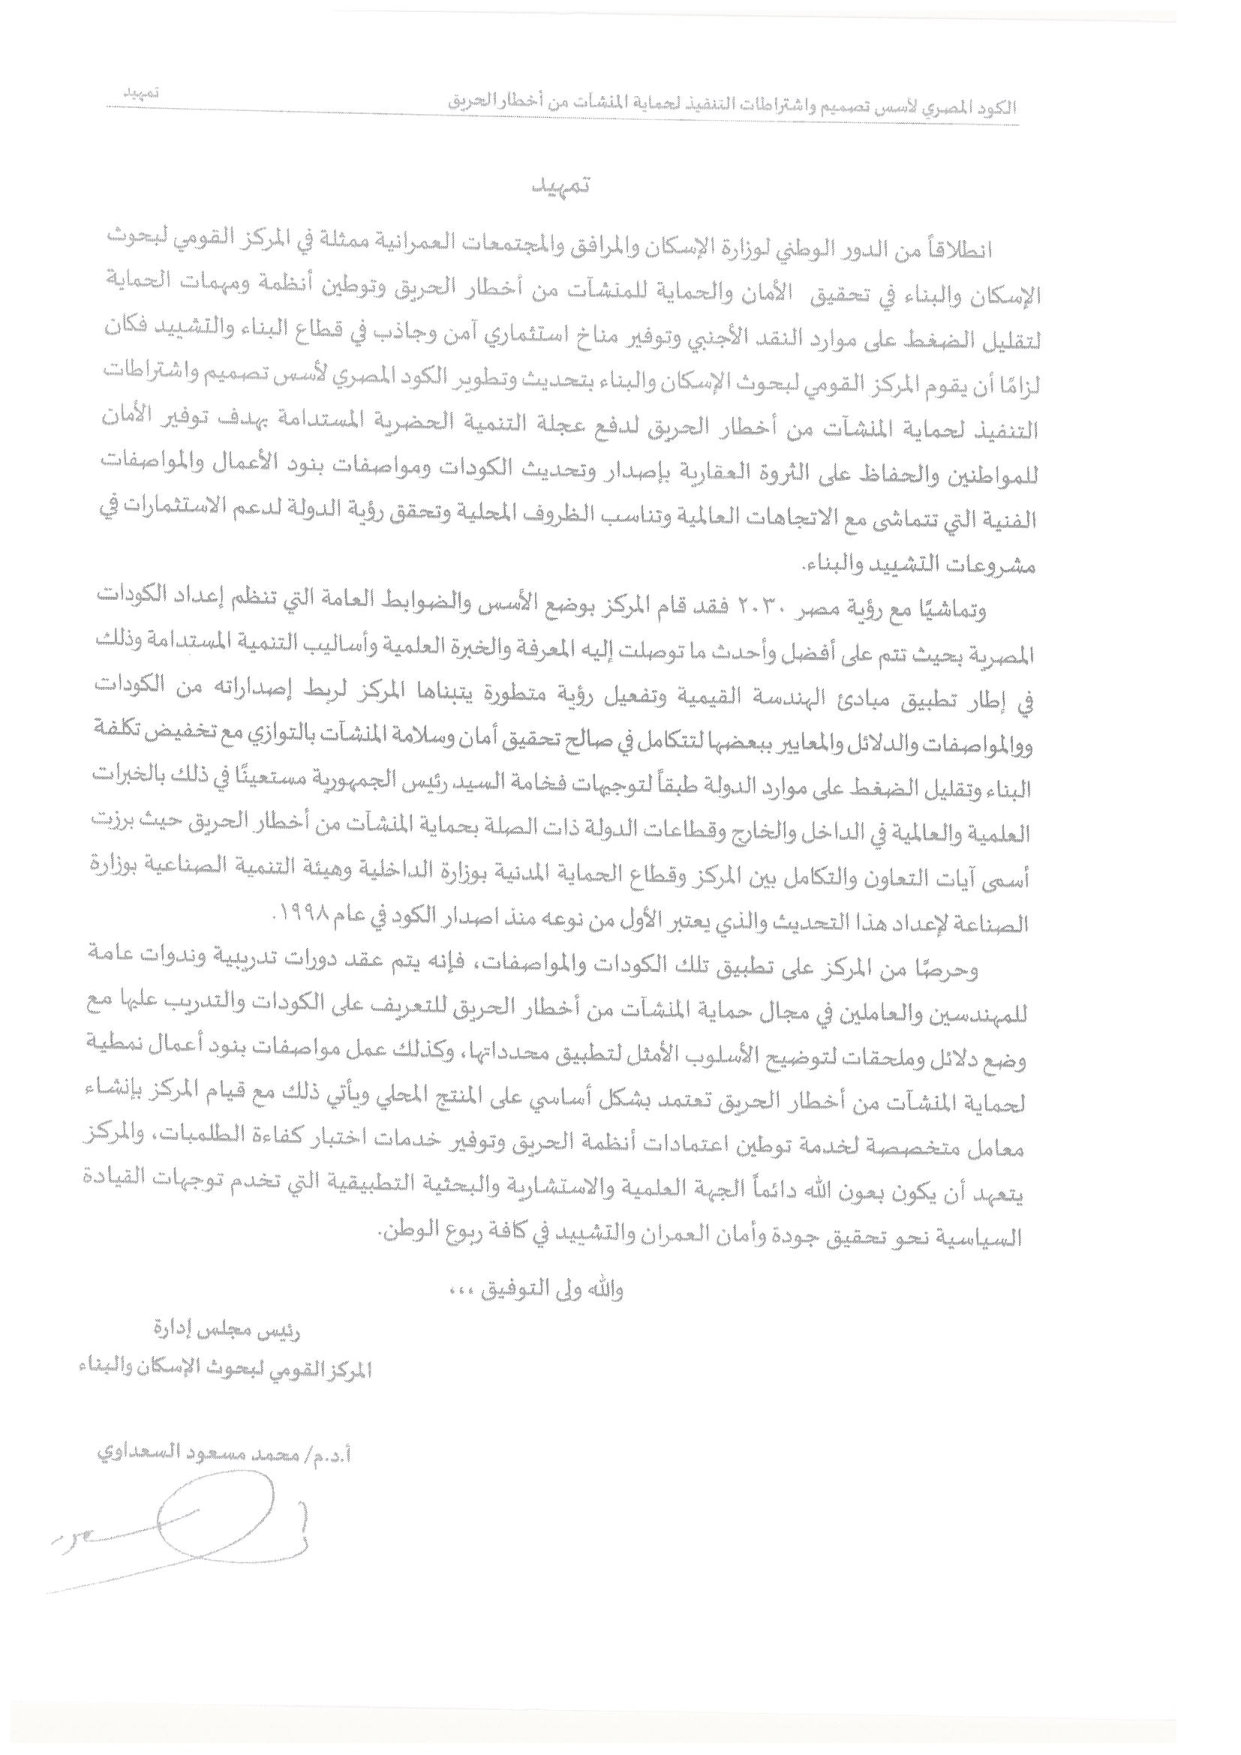 الكود المصري لأسس تصميم واشتراطات التنفيذ لحماية المنشآت من أخطار الحريق
تمهيد
تمهيد
انطلاقاً من الدور الوطني لوزارة الإسكان والمرافق والمجتمعات العمرانية ممثلة في المركز القومي لبحوث
الإسكان والبناء في تحقيق الأمان والحماية للمنشآت من أخطار الحريق وتوطين أنظمة ومهمات الحماية
لتقليل الضغط على موارد النقد الأجنبي وتوفير مناخ استثماري آمن وجاذب في قطاع البناء والتشييد فكان
لزامًا أن يقوم المركز القومي لبحوث الإسكان والبناء بتحديث وتطوير الكود المصري لأسس تصميم واشتراطات
التنفيذ لحماية المنشآت من أخطار الحريق لدفع عجلة التنمية الحضرية المستدامة بهدف توفير الأمان
للمواطنين والحفاظ على الثروة العقارية بإصدار وتحديث الكودات ومواصفات بنود الأعمال والمواصفات
الفنية التي تتماشى مع الاتجاهات العالمية وتناسب الظروف المحلية وتحقق رؤية الدولة لدعم الاستثمارات في
مشروعات التشييد والبناء.
وتماشيًا مع رؤية مصر ٢٠٣٠ فقد قام المركز بوضع الأسس والضوابط العامة التي تنظم إعداد الكودات
المصرية بحيث تتم على أفضل وأحدث ما توصلت إليه المعرفة والخبرة العلمية وأساليب التنمية المستدامة وذلك
في إطار تطبيق مبادئ الهندسة القيمية وتفعيل رؤية متطورة يتبناها المركز لربط إصداراته من الكودات
ووالمواصفات والدلائل والمعايير ببعضها لتتكامل في صالح تحقيق أمان وسلامة المنشآت بالتوازي مع تخفيض تكلفة
البناء وتقليل الضغط على موارد الدولة طبقاً لتوجيهات فخامة السيد رئيس الجمهورية مستعينًا في ذلك بالخبرات
العلمية والعالمية في الداخل والخارج وقطاعات الدولة ذات الصلة بحماية المنشآت من أخطار الحريق حيث برزت
أسمى آيات التعاون والتكامل بين المركز وقطاع الحماية المدنية بوزارة الداخلية وهيئة التنمية الصناعية بوزارة
الصناعة لإعداد هذا التحديث والذي يعتبر الأول من نوعه منذ اصدار الكود في عام ١٩٩٨.
وحرصًا من المركز على تطبيق تلك الكودات والمواصفات، فإنه يتم عقد دورات تدريبية وندوات عامة
للمهندسين والعاملين في مجال حماية المنشآت من أخطار الحريق للتعريف على الكودات والتدريب عليها مع
وضع دلائل وملحقات لتوضيح الأسلوب الأمثل لتطبيق محدداتها، وكذلك عمل مواصفات بنود أعمال نمطية
لحماية المنشآت من أخطار الحريق تعتمد بشكل أساسي على المنتج المحلي ويأتي ذلك مع قيام المركز بإنشاء
معامل متخصصة لخدمة توطين اعتمادات أنظمة الحريق وتوفير خدمات اختبار كفاءة الطلمبات، والمركز
يتعهد أن يكون بعون الله دائماً الجهة العلمية والاستشارية والبحثية التطبيقية التي تخدم توجهات القيادة
السياسية نحو تحقيق جودة وأمان العمران والتشييد في كافة ربوع الوطن.
والله ولى التوفيق ،،،
رئيس مجلس إدارة
المركز القومي لبحوث الإسكان والبناء
أ.د.م/ محمد مسعود السعداوي